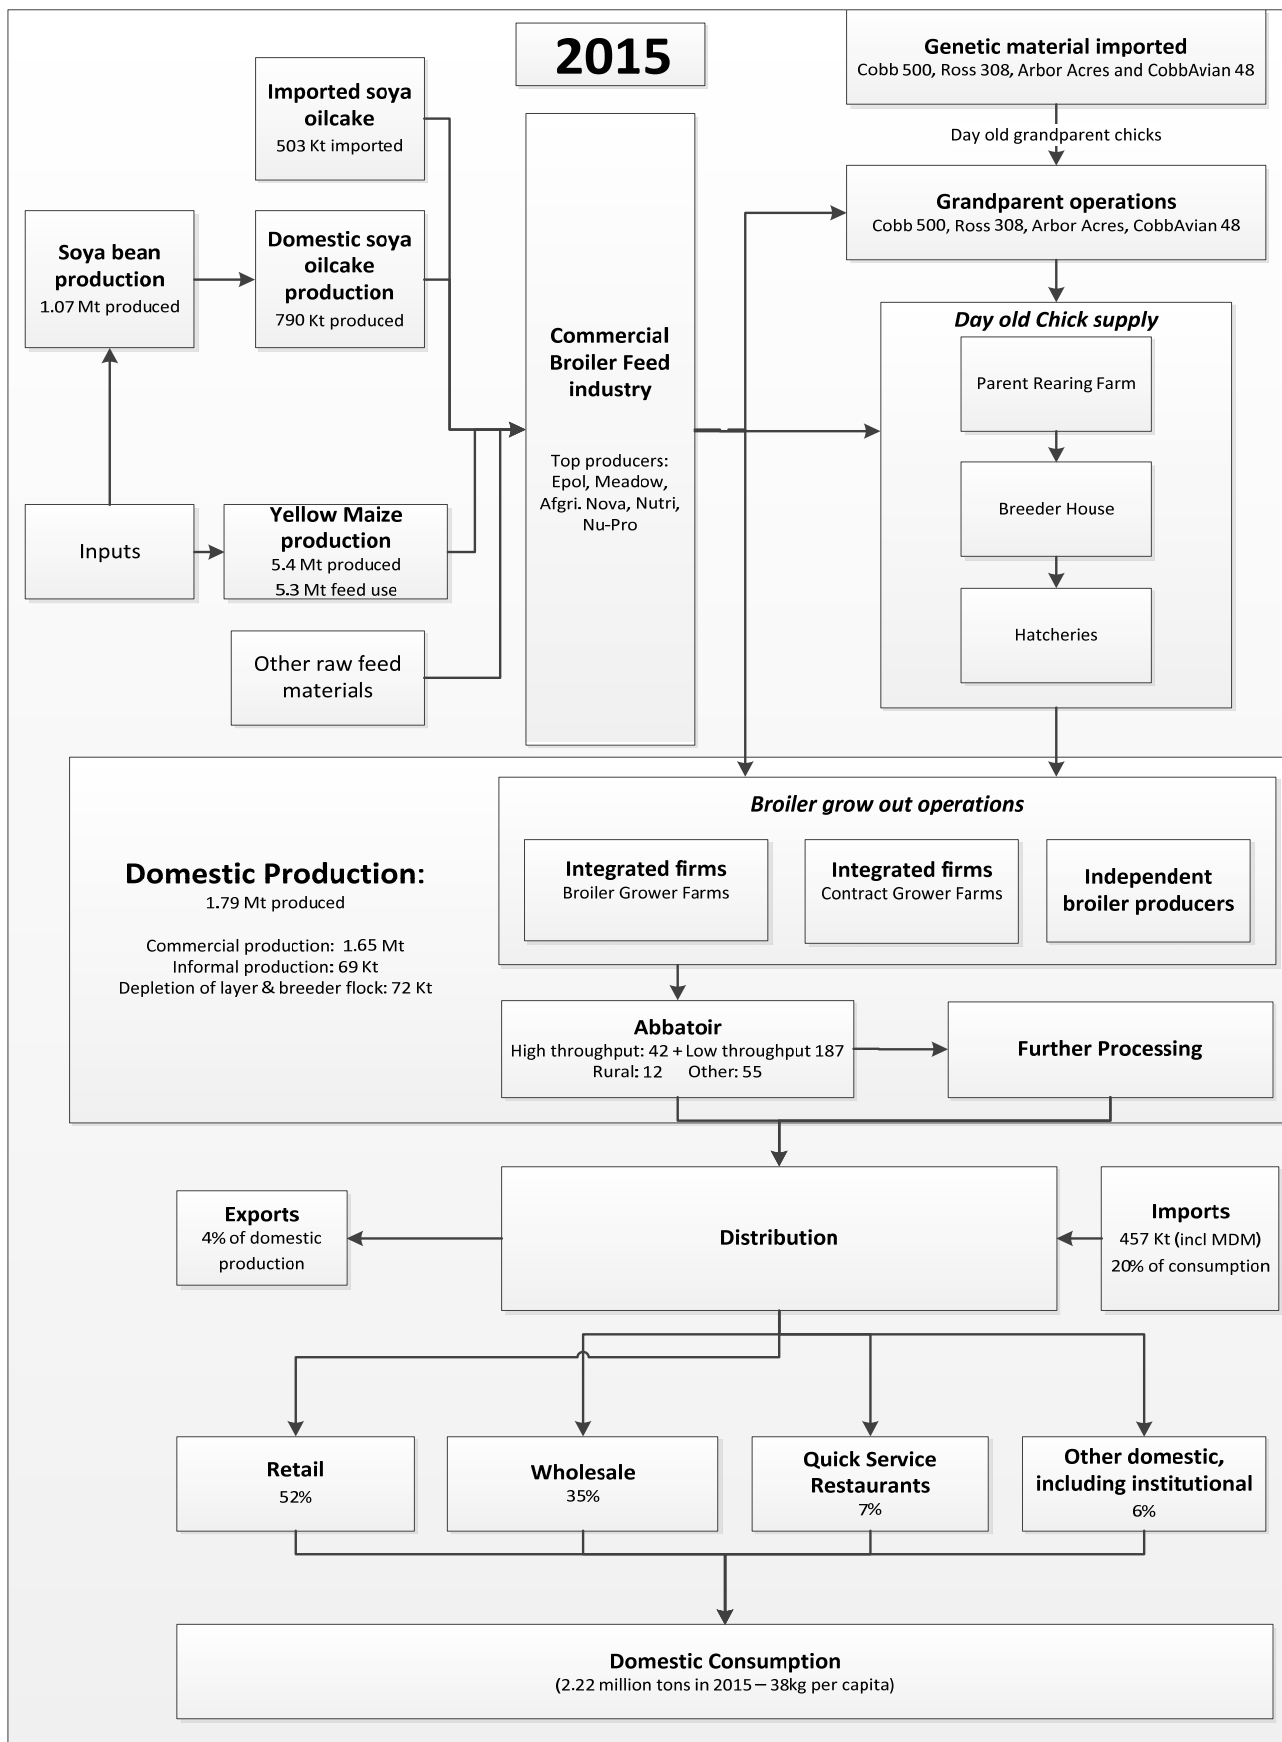 2015
Genetic material imported
Cobb 500, Ross 308, Arbor Acres and CobbAvian 48
Day old grandparent chicks
Imported soya
oilcake
503 Kt imported
Grandparent operations
Cobb 500, Ross 308, Arbor Acres, CobbAvian 48
Soya bean
production
1.07 Mt produced
Domestic soya
oilcake
production
790 Kt produced
Commercial
Broiler Feed
industry
Top producers:
Epol, Meadow,
Afgri. Nova, Nutri,
Nu-Pro
Day old Chick supply
Parent Rearing Farm
Breeder House
Hatcheries
Inputs
Yellow Maize
production
5.4 Mt produced
5.3 Mt feed use
Other raw feed
materials
Domestic Production:
1.79 Mt produced
Commercial production: 1.65 Mt
Informal production: 69 Kt
Depletion of layer & breeder flock: 72 Kt
Broiler grow out operations
Integrated firms
Broiler Grower Farms
Integrated firms
Contract Grower Farms
Independent
broiler producers
Abbatoir
High throughput: 42 + Low throughput 187
Rural: 12 Other: 55
Further Processing
Exports
4% of domestic
production
Distribution
Imports
457 Kt (incl MDM)
20% of consumption
Retail
52%
Wholesale
35%
Quick Service
Restaurants
7%
Other domestic,
including institutional
6%
Domestic Consumption
(2.22 million tons in 2015 – 38kg per capita)